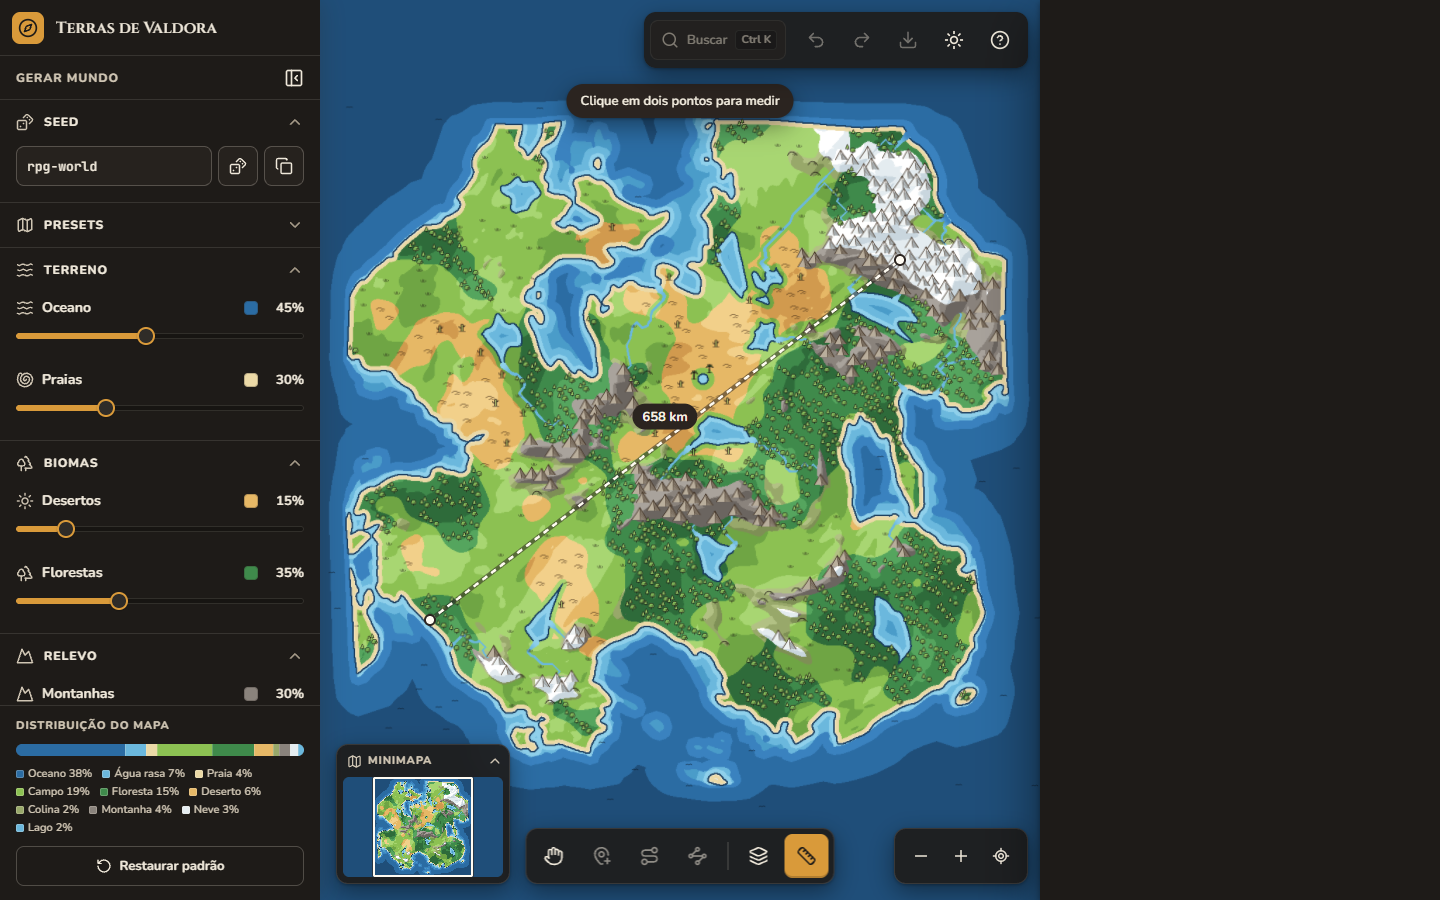 Terras de Valdora
GERAR MUNDO
SEED
rpg-world
PRESETS
TERRENO
Oceano 45%
Praias 30%
BIOMAS
Desertos 15%
Florestas 35%
RELEVO
Montanhas 30%
DISTRIBUIÇÃO DO MAPA
Oceano 38% Água rasa 7% Praia 4%
Campo 19% Floresta 15% Deserto 6%
Colina 2% Montanha 4% Neve 3%
Lago 2%
Restaurar padrão
Buscar Ctrl K
Clique em dois pontos para medir
658 km
MINIMAPA